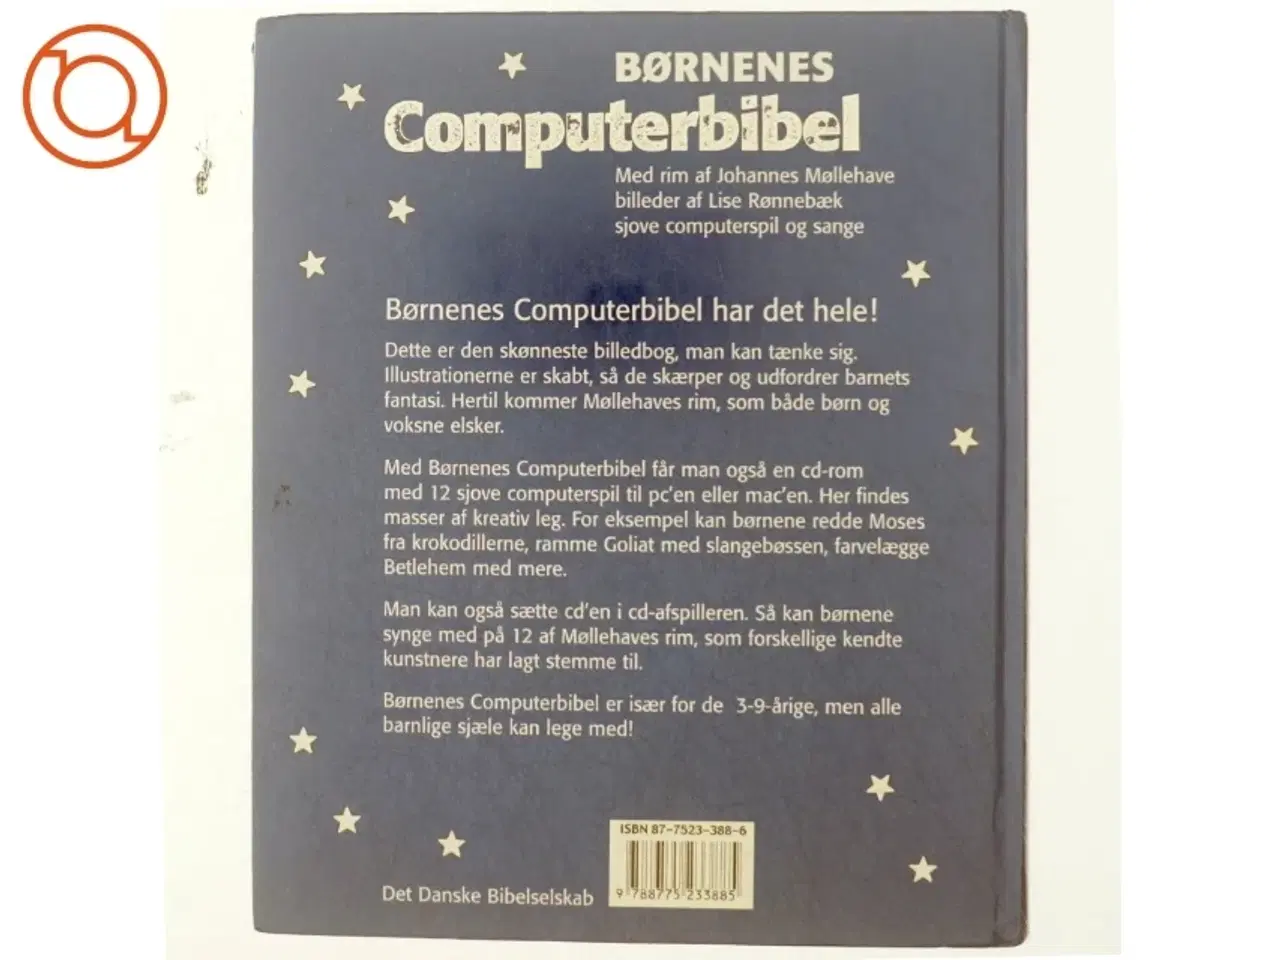 BØRNENES
Computerbibel
Med rim af Johannes Møllehave
billeder af Lise Rønnebæk
sjove computerspil og sange
Børnenes Computerbibel har det hele!
Dette er den skønneste billedbog, man kan tænke sig.
Illustrationerne er skabt, så de skærper og udfordrer barnets
fantasi. Hertil kommer Møllehaves rim, som både børn og
voksne elsker.
Med Børnenes Computerbibel får man også en cd-rom
med 12 sjove computerspil til pc'en eller mac'en. Her findes
masser af kreativ leg. For eksempel kan børnene redde Moses
fra krokodillerne, ramme Goliat med slangebøssen, farvelægge
Betlehem med mere.
Man kan også sætte cd'en i cd-afspilleren. Så kan børnene
synge med på 12 af Møllehaves rim, som forskellige kendte
kunstnere har lagt stemme til.
Børnenes Computerbibel er især for de 3-9-årige, men alle
barnlige sjæle kan lege med!
ISBN 87-7523-388-6
9 788775 233885
Det Danske Bibelselskab